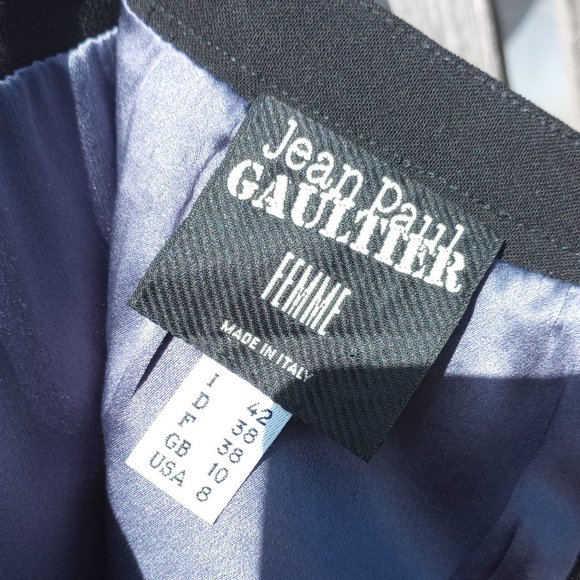 Jean Paul
GAULTIER
FEMME
MADE IN ITALY
I 42
D 38
F 38
GB 10
USA 8